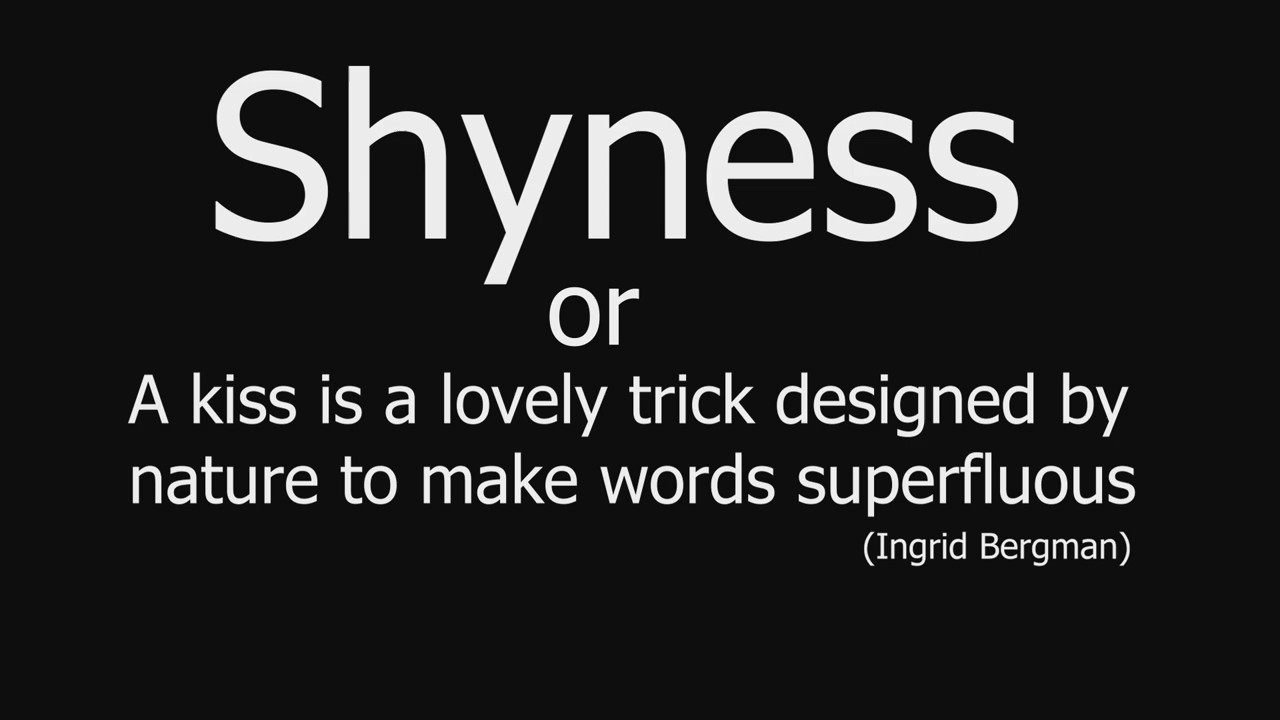 Shyness
or
A kiss is a lovely trick designed by
nature to make words superfluous
(Ingrid Bergman)